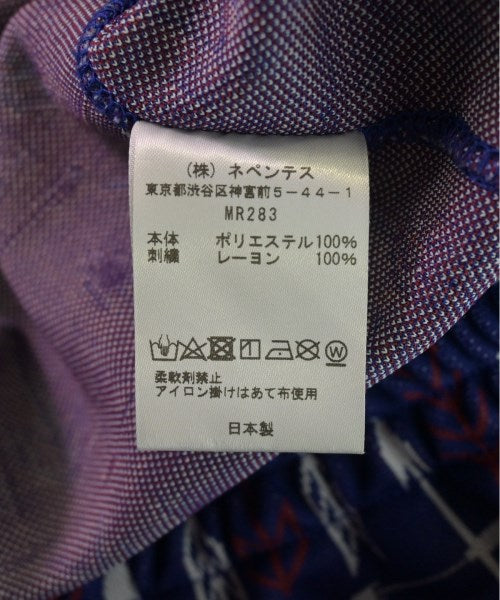 (株) ネペンテス
東京都渋谷区神宮前5-44-1
MR283
本体 ポリエステル100%
刺繍 レーヨン 100%
W
柔軟剤禁止
アイロン掛けはあて布使用
日本製